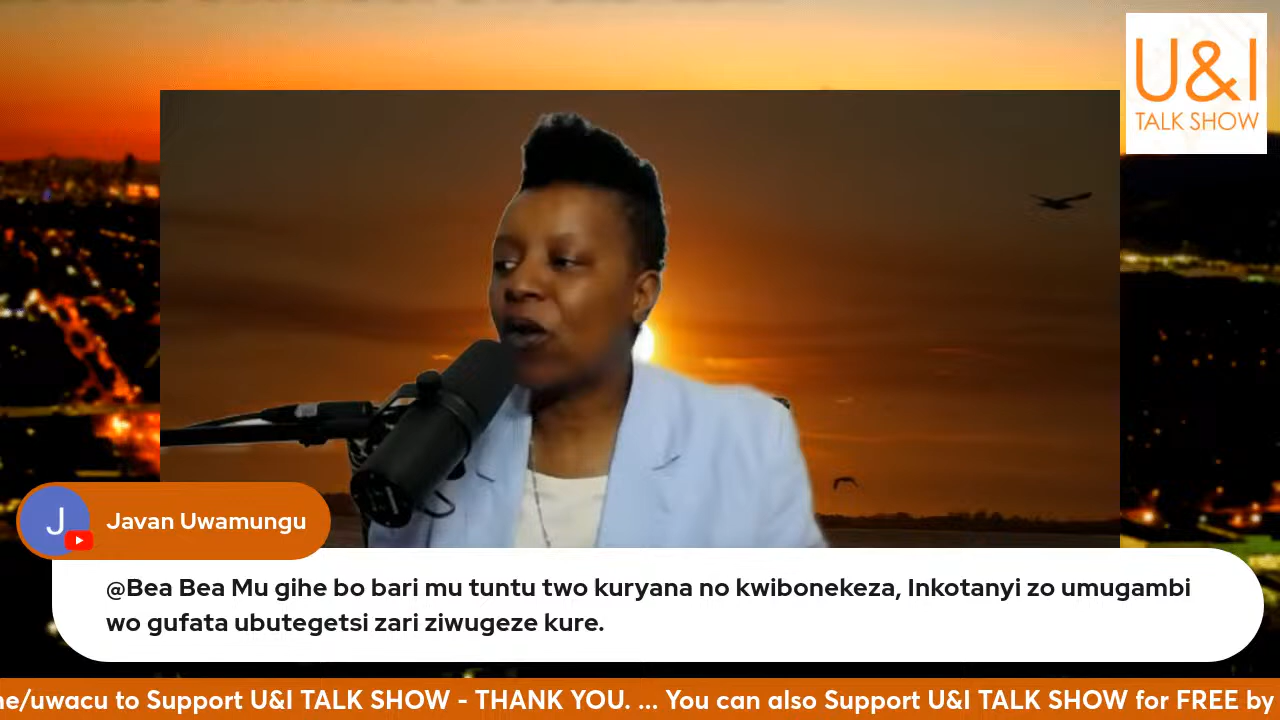 U&I
TALK SHOW
J
Javan Uwamungu
@Bea Bea Mu gihe bo bari mu tuntu two kuryana no kwibonekeza, Inkotanyi zo umugambi
wo gufata ubutegetsi zari ziwugeze kure.
to Support U&I TALK SHOW - THANK YOU. ... You can also Support U&I TALK SHOW for FREE by